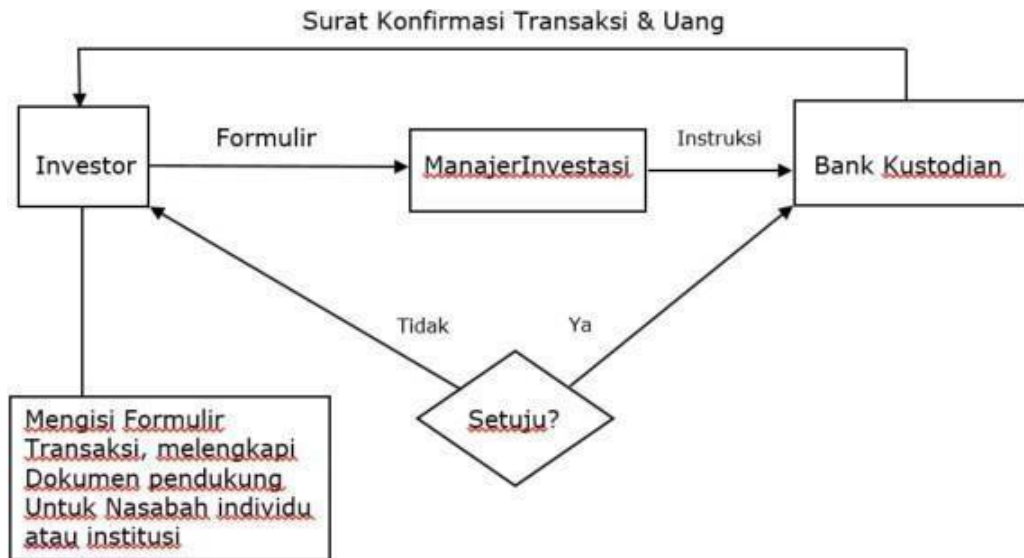 Surat Konfirmasi Transaksi & Uang
Investor
Formulir
ManajerInvestasi
Instruksi
Bank Kustodian
Tidak
Ya
Setuju?
Mengisi Formulir
Transaksi, melengkapi
Dokumen pendukung
Untuk Nasabah individu
atau institusi